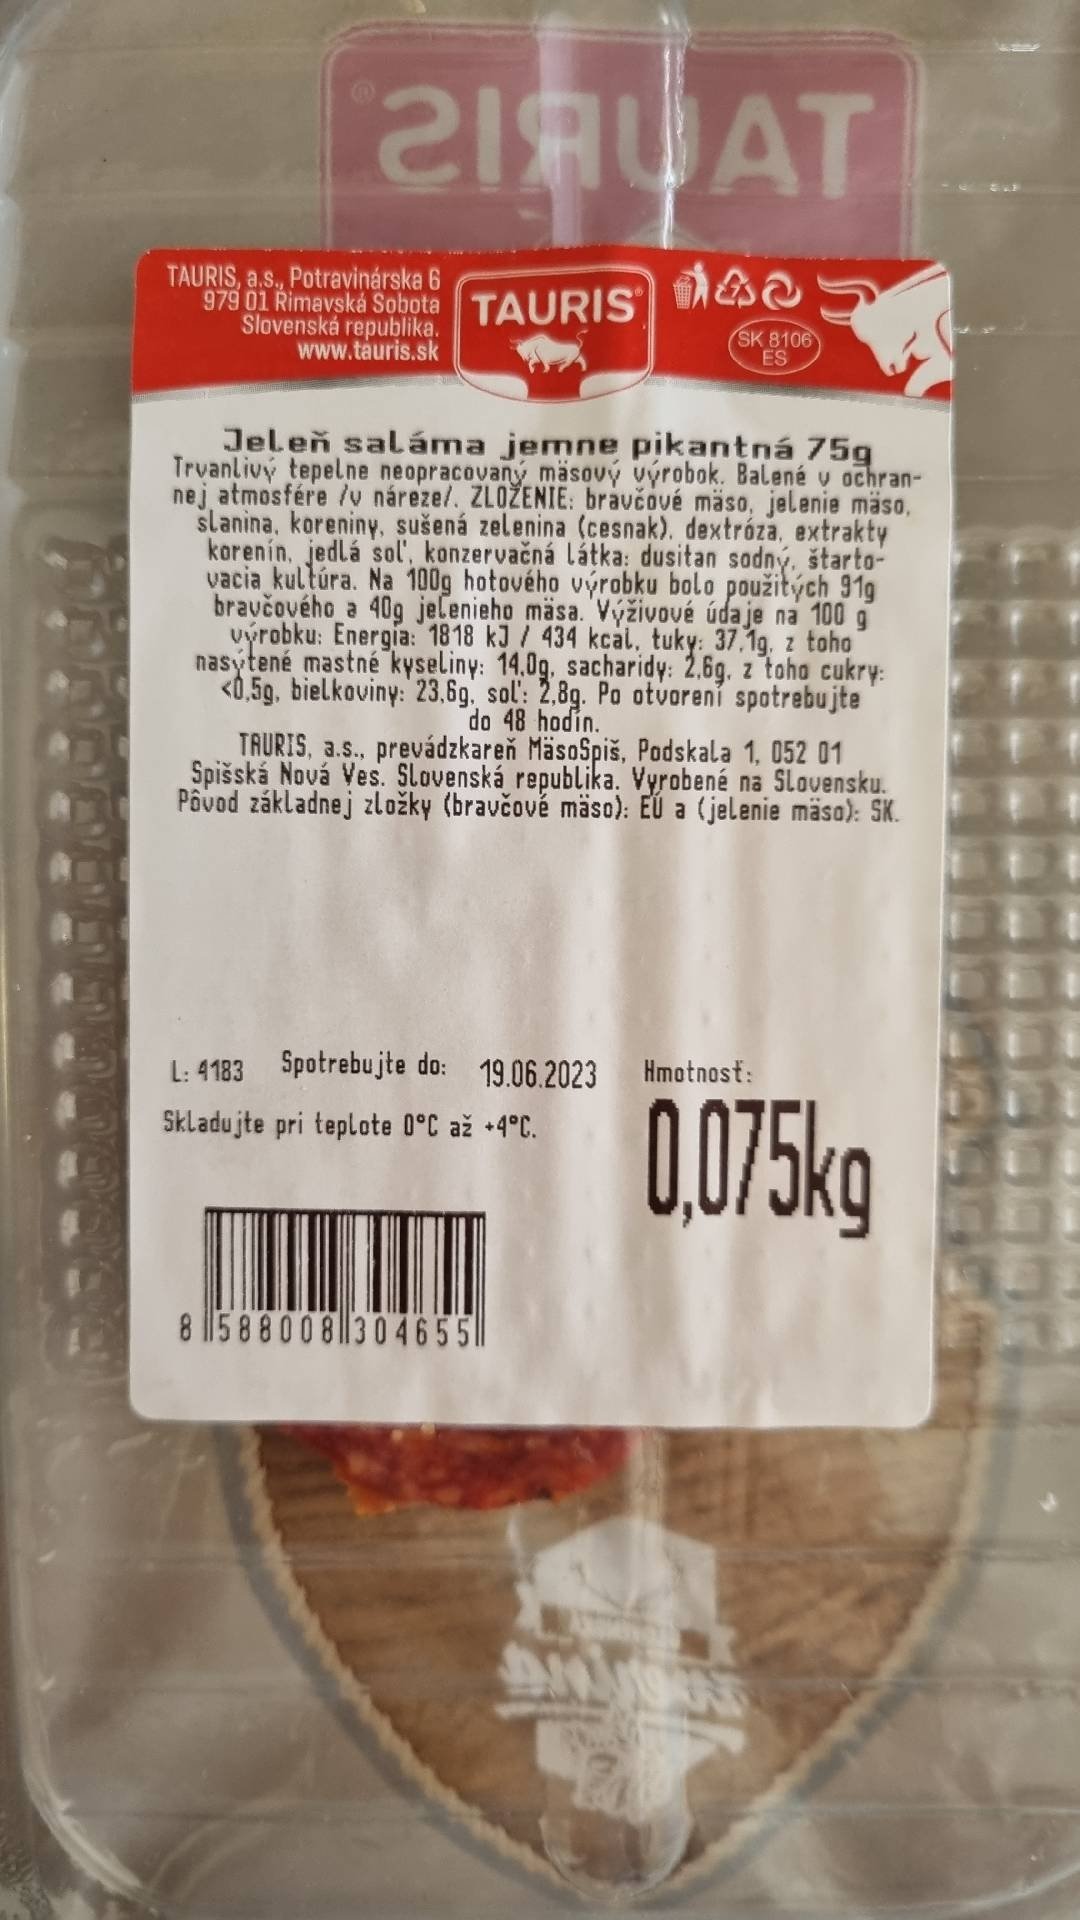 TAURIS®
TAURIS, a.s., Potravinárska 6
979 01 Rimavská Sobota
Slovenská republika.
www.tauris.sk
TAURIS®
7
SK 8106
ES
Jeleň saláma jemne pikantná 75g
Trvanlivý tepelne neopracovaný mäsový výrobok. Balené v ochran-
nej atmosfére /v náreze/. ZLOŽENIE: bravčové mäso, jelenie mäso,
slanina, koreniny, sušená zelenina (cesnak), dextróza, extrakty
korenín, jedlá soľ, konzervačná látka: dusitan sodný, štarto-
vacia kultúra. Na 100g hotového výrobku bolo použitých 91g
bravčového a 40g jelenieho mäsa. Výživové údaje na 100 g
výrobku: Energia: 1818 kJ / 434 kcal, tuky: 37,1g, z toho
nasýtené mastné kyseliny: 14,0g, sacharidy: 2,6g, z toho cukry:
<0,5g, bielkoviny: 23,6g, soľ: 2,8g. Po otvorení spotrebujte
do 48 hodín.
TAURIS, a.s., prevádzkareň MäsoSpiš, Podskala 1, 052 01
Spišská Nová Ves. Slovenská republika. Vyrobené na Slovensku.
Pôvod základnej zložky (bravčové mäso): EÚ a (jelenie mäso): SK.
L: 4183 Spotrebujte do: 19.06.2023 Hmotnosť:
Skladujte pri teplote 0°C až +4°C.
0,075kg
8 588008 304655